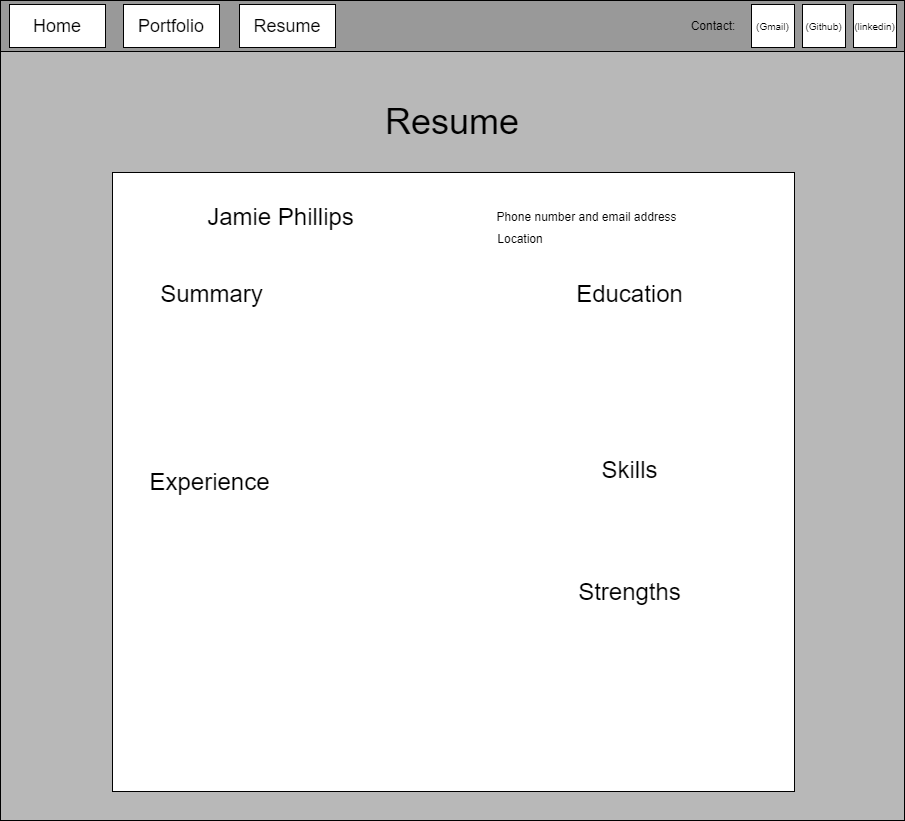 Home Portfolio Resume Contact: (Gmail) (Github) (linkedin)
Resume
Jamie Phillips
Phone number and email address
Location
Summary
Education
Experience
Skills
Strengths